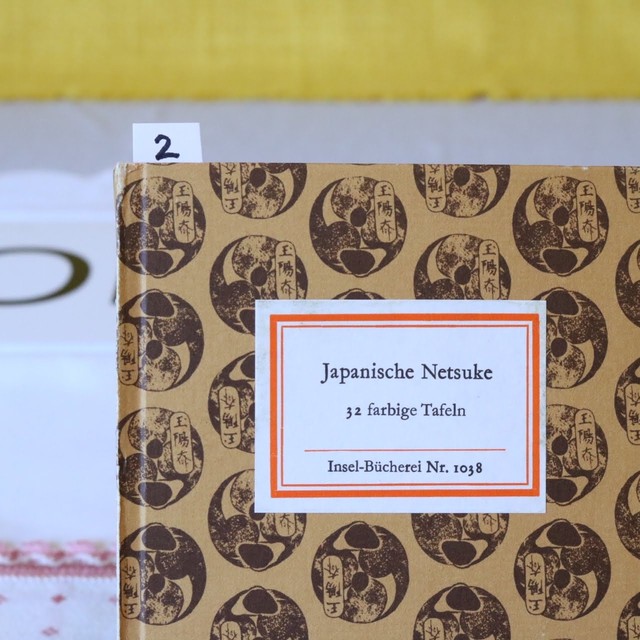 2
Japanische Netsuke
32 farbige Tafeln
Insel-Bücherei Nr. 1038